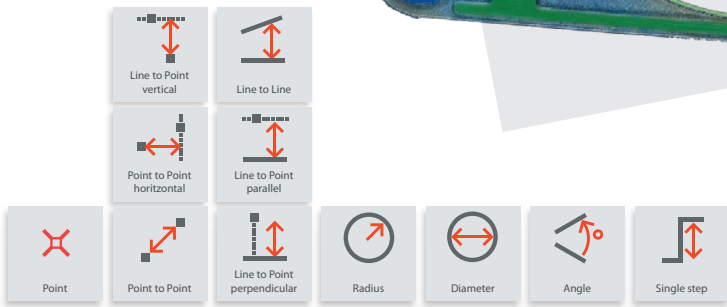 Line to Point
vertical
Line to Line
Point to Point
horitzontal
Line to Point
parallel
Point
Point to Point
Line to Point
perpendicular
Radius
Diameter
Angle
Single step